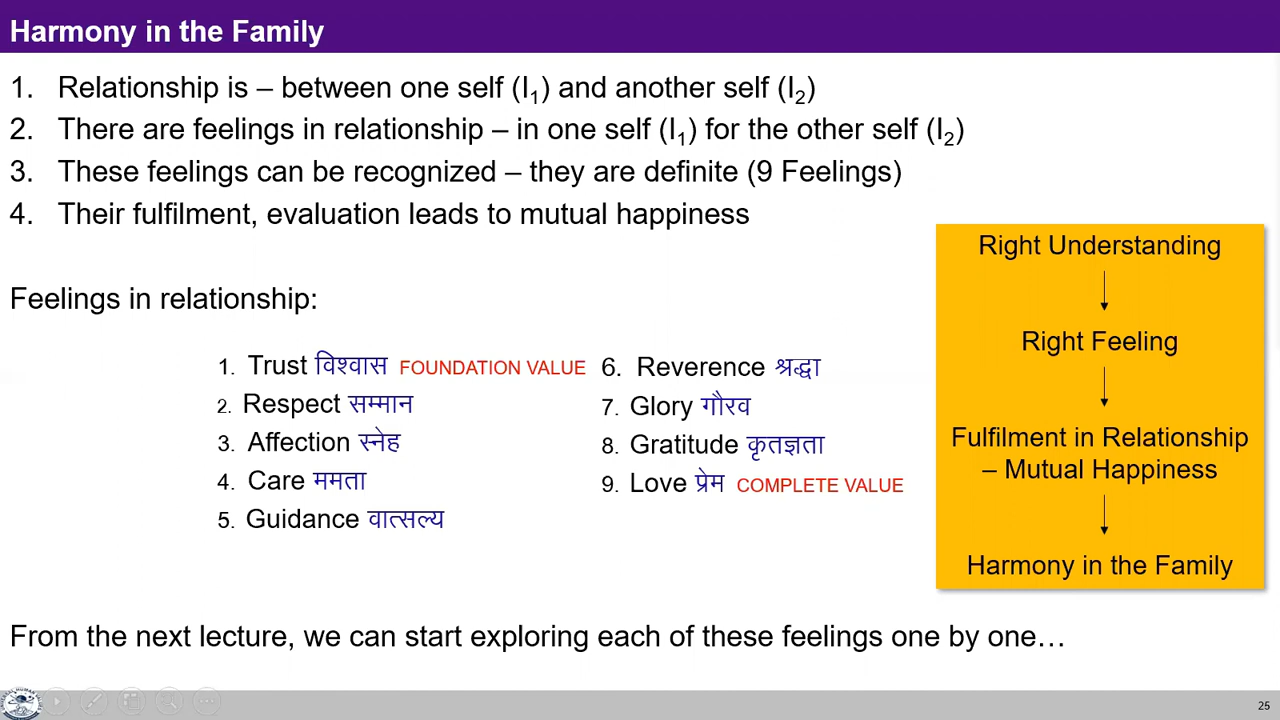 Harmony in the Family
1. Relationship is – between one self (I1) and another self (I2)
2. There are feelings in relationship – in one self (I1) for the other self (I2)
3. These feelings can be recognized – they are definite (9 Feelings)
4. Their fulfilment, evaluation leads to mutual happiness
Feelings in relationship:
1. Trust विश्वास FOUNDATION VALUE
2. Respect सम्मान
3. Affection स्नेह
4. Care ममता
5. Guidance वात्सल्य
6. Reverence श्रद्धा
7. Glory गौरव
8. Gratitude कृतज्ञता
9. Love प्रेम COMPLETE VALUE
Right Understanding
Right Feeling
Fulfilment in Relationship
– Mutual Happiness
Harmony in the Family
From the next lecture, we can start exploring each of these feelings one by one…
25